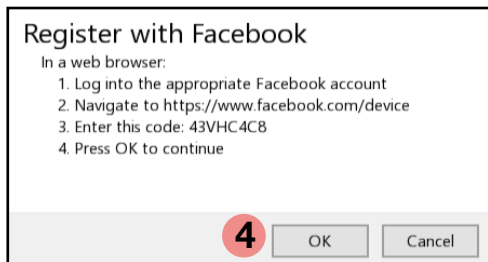 Register with Facebook
In a web browser:
1. Log into the appropriate Facebook account
2. Navigate to https://www.facebook.com/device
3. Enter this code: 43VHC4C8
4. Press OK to continue
4 OK Cancel